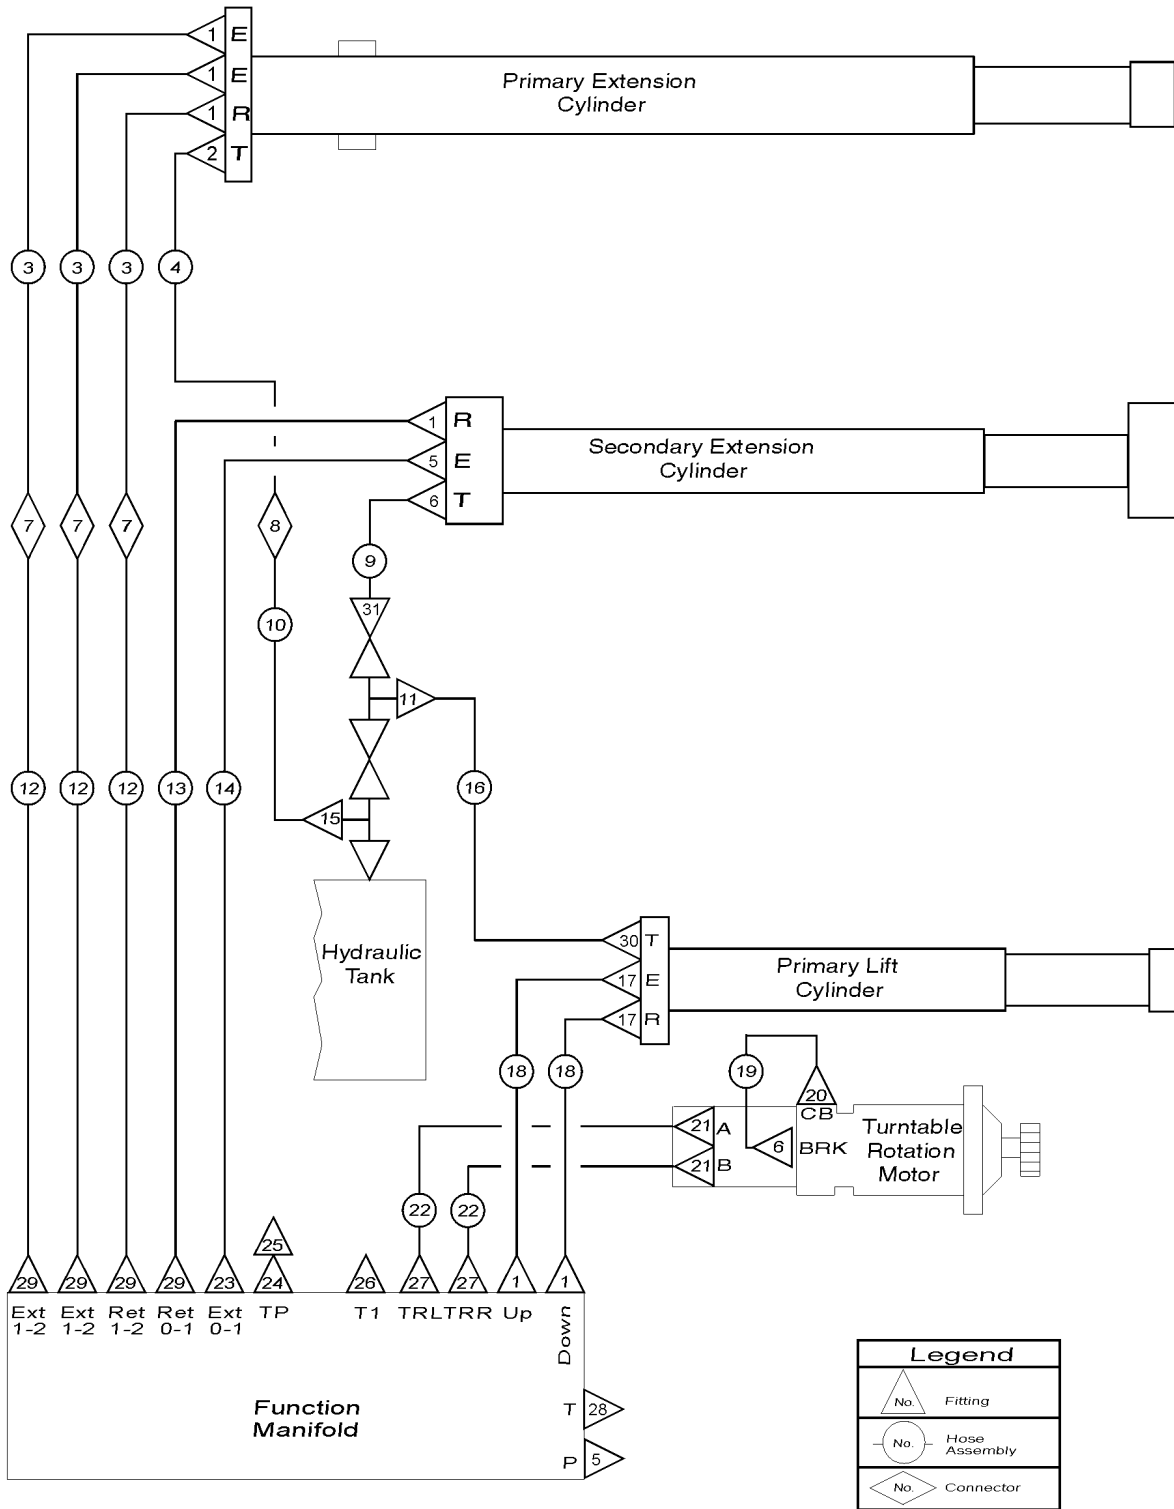 1 E
1 E
1 R
2 T
Primary Extension
Cylinder
3 3 3 4
1 R
5 E
6 T
Secondary Extension
Cylinder
7 7 7 8
9
31
10
11
12 12 12 13 14 16
15
Hydraulic
Tank
30 T
17 E
17 R
Primary Lift
Cylinder
18 18 19
20
CB
21 A
21 B
6 BRK
Turntable
Rotation
Motor
22 22
25
29 29 29 29 23 24 26 27 27 1 1
Ext
1-2
Ext
1-2
Ret
1-2
Ret
0-1
Ext
0-1
TP
T1
TRL
TRR
Up
Down
Function
Manifold
T 28
P 5
Legend
No. Fitting
No. Hose
Assembly
No. Connector